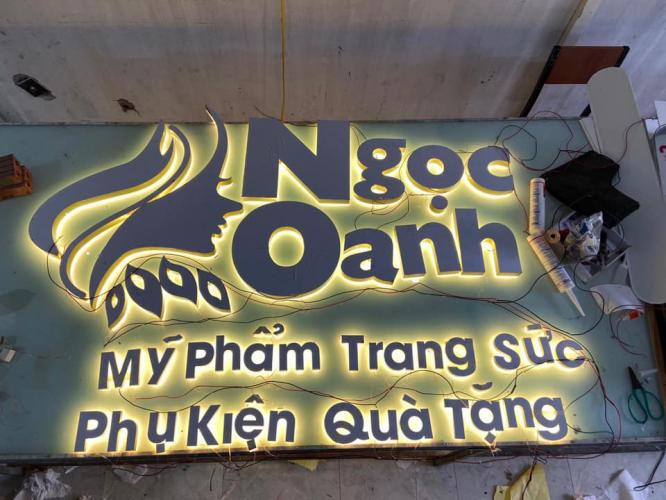 Ngọc
Oanh
Mỹ Phẩm Trang Sức
Phụ Kiện Quà Tặng